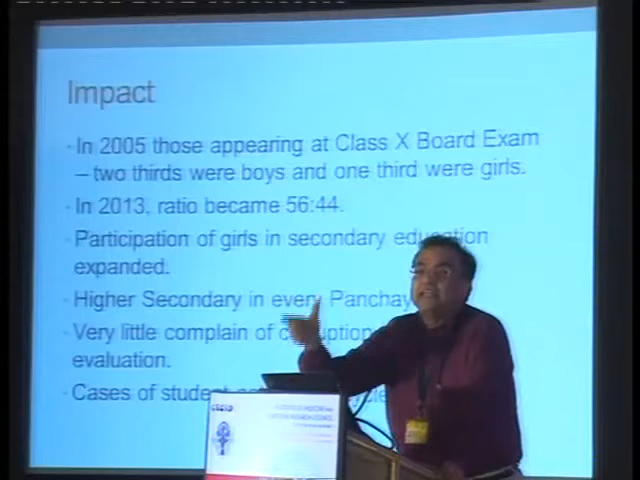 Impact
In 2005 those appearing at Class X Board Exam
– two thirds were boys and one third were girls.
In 2013, ratio became 56:44.
Participation of girls in secondary education
expanded.
Higher Secondary in every Panchay
Very little complain of c uption
evaluation.
Cases of student